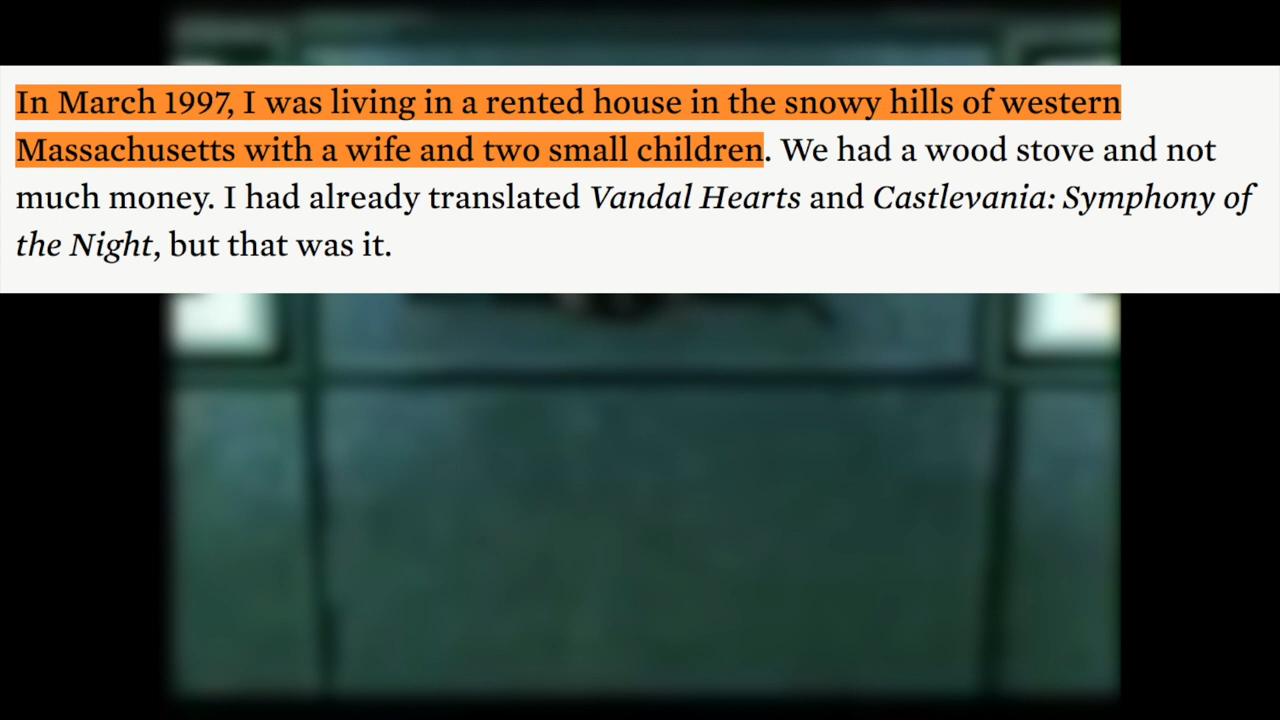 In March 1997, I was living in a rented house in the snowy hills of western
Massachusetts with a wife and two small children. We had a wood stove and not
much money. I had already translated Vandal Hearts and Castlevania: Symphony of
the Night, but that was it.